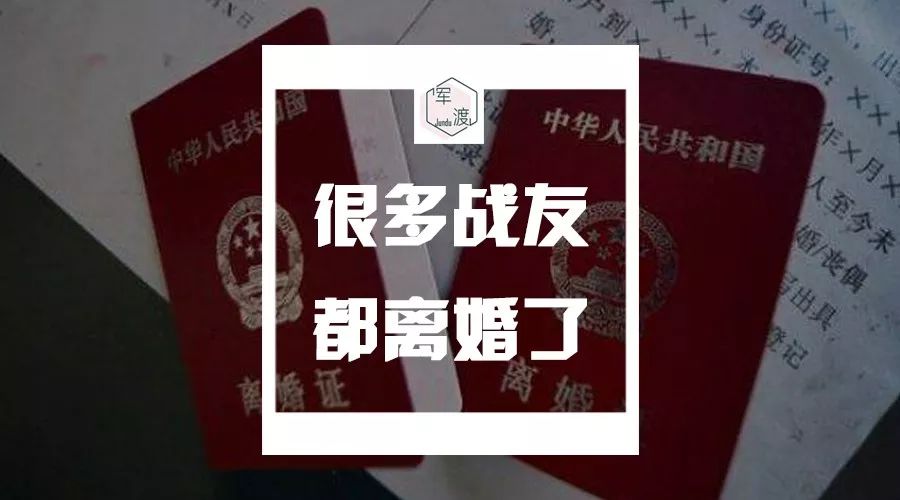 军
渡
Jundu
很多战友
都离婚了
中华人民共和国
离婚证
中华人民共和国
离婚
身份证号:
×××
年×月×
人至今未
婚/丧偶
出具
登记